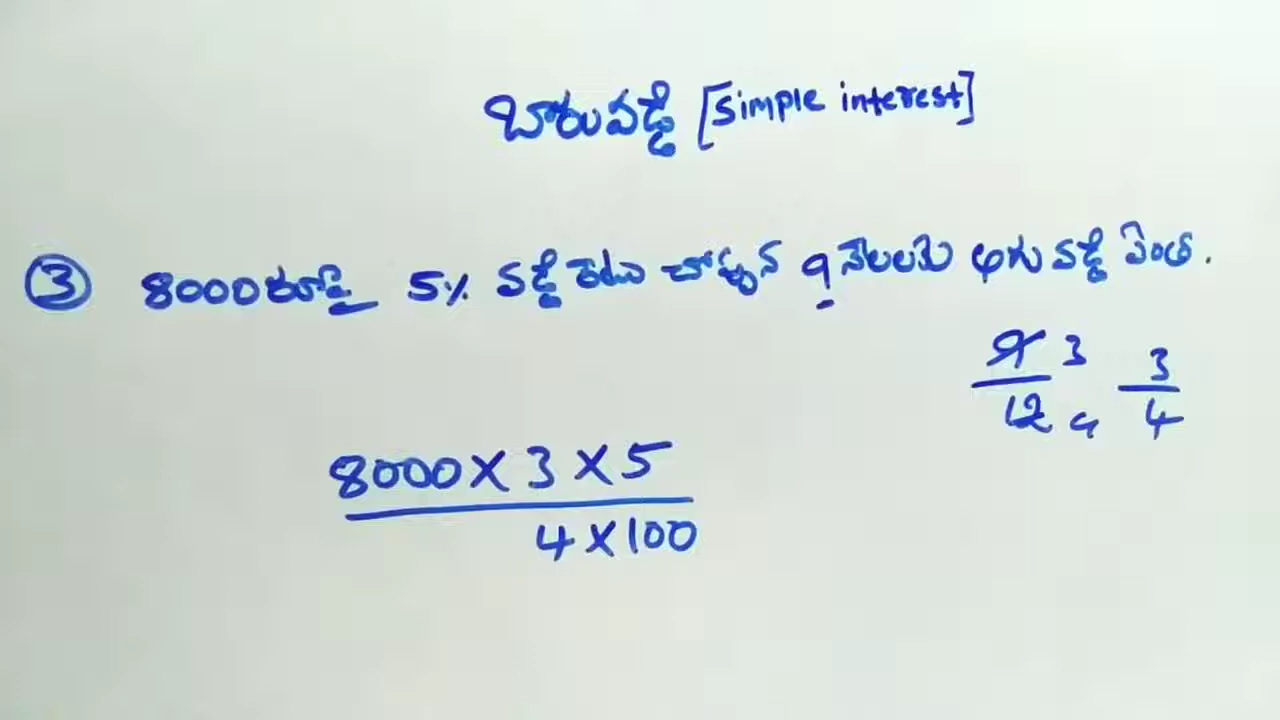 బారువడ్డీ [simple interest]
③ 8000రూపై 5% వడ్డీ రేటు చొప్పున 9 నెలలకు అగు వడ్డీ ఎంత.
9 3 3
12 4 4
8000 × 3 × 5
4 × 100